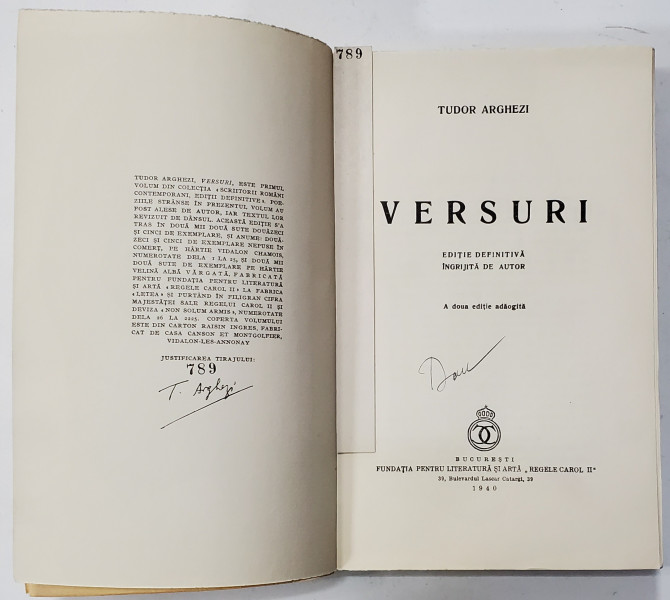 TUDOR ARGHEZI, VERSURI, ESTE PRIMUL
VOLUM DIN COLECȚIA «SCRIITORII ROMÂNI
CONTEMPORANI, EDIȚII DEFINITIVE». POE-
ZIILE STRÂNSE ÎN PREZENTUL VOLUM AU
FOST ALESE DE AUTOR, IAR TEXTUL LOR
REVIZUIT DE DÂNSUL. ACEASTĂ EDIȚIE S'A
TRAS ÎN DOUĂ MII DOUĂ SUTE DOUĂZECI
ȘI CINCI DE EXEMPLARE, ȘI ANUME: DOUĂ-
ZECI ȘI CINCI DE EXEMPLARE NEPUSE ÎN
COMERȚ, PE HÂRTIE VIDALON CHAMOIS,
NUMEROTATE DELA 1 LA 25, ȘI DOUĂ MII
DOUĂ SUTE DE EXEMPLARE PE HÂRTIE
VELINĂ ALBĂ VÂRGATĂ, FABRICATĂ
PENTRU FUNDAȚIA PENTRU LITERATURĂ
ȘI ARTĂ «REGELE CAROL II» LA FABRICA
«LETEA» ȘI PURTÂND ÎN FILIGRAN CIFRA
MAJESTĂȚEI SALE REGELUI CAROL II ȘI
DEVIZA «NON SOLUM ARMIS», NUMEROTATE
DELA 26 LA 2225. COPERTA VOLUMULUI
ESTE DIN CARTON RAISIN INGRES, FABRI-
CAT DE CASA CANSON ET MONTGOLFIER,
VIDALON-LES-ANNONAY
JUSTIFICAREA TIRAJULUI:
789
T. Arghezi
789
TUDOR ARGHEZI
VERSURI
EDIȚIE DEFINITIVĂ
ÎNGRIJITĂ DE AUTOR
A doua ediție adăogită
BUCUREȘTI
FUNDAȚIA PENTRU LITERATURĂ ȘI ARTĂ „REGELE CAROL II"
39, Bulevardul Lascar Catargi, 39
1940